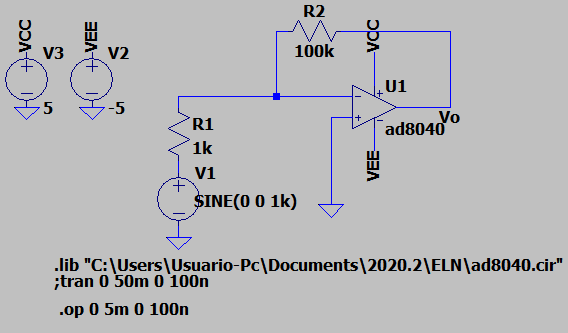 R2
100k
VCC
V3
5
VEE
V2
-5
VCC
U1
ad8040
Vo
VEE
R1
1k
V1
SINE(0 0 1k)
.lib "C:\Users\Usuario-Pc\Documents\2020.2\ELN\ad8040.cir"
;tran 0 50m 0 100n
.op 0 5m 0 100n